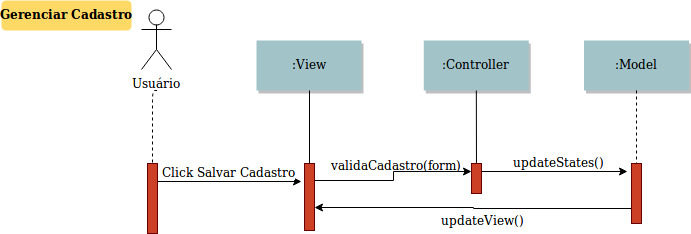 Gerenciar Cadastro
Usuário
:View
:Controller
:Model
Click Salvar Cadastro
validaCadastro(form)
updateStates()
updateView()